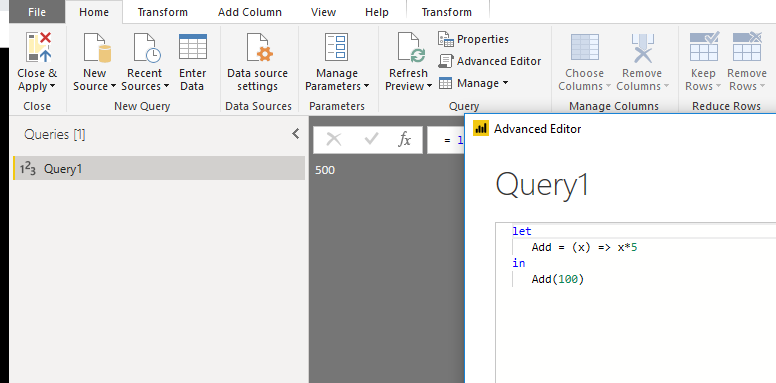 File Home Transform Add Column View Help Transform
Close & Apply New Source Recent Sources Enter Data Data source settings Manage Parameters Refresh Preview Properties Advanced Editor Manage Choose Columns Remove Columns Keep Rows Remove Rows
Close New Query Data Sources Parameters Query Manage Columns Reduce Rows
Queries [1]
fx =
Advanced Editor
1²3 Query1
500
Query1
let
Add = (x) => x*5
in
Add(100)